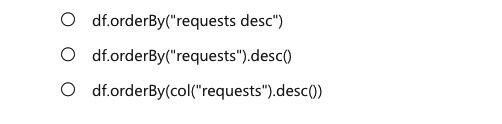 df.orderBy("requests desc")
df.orderBy("requests").desc()
df.orderBy(col("requests").desc())